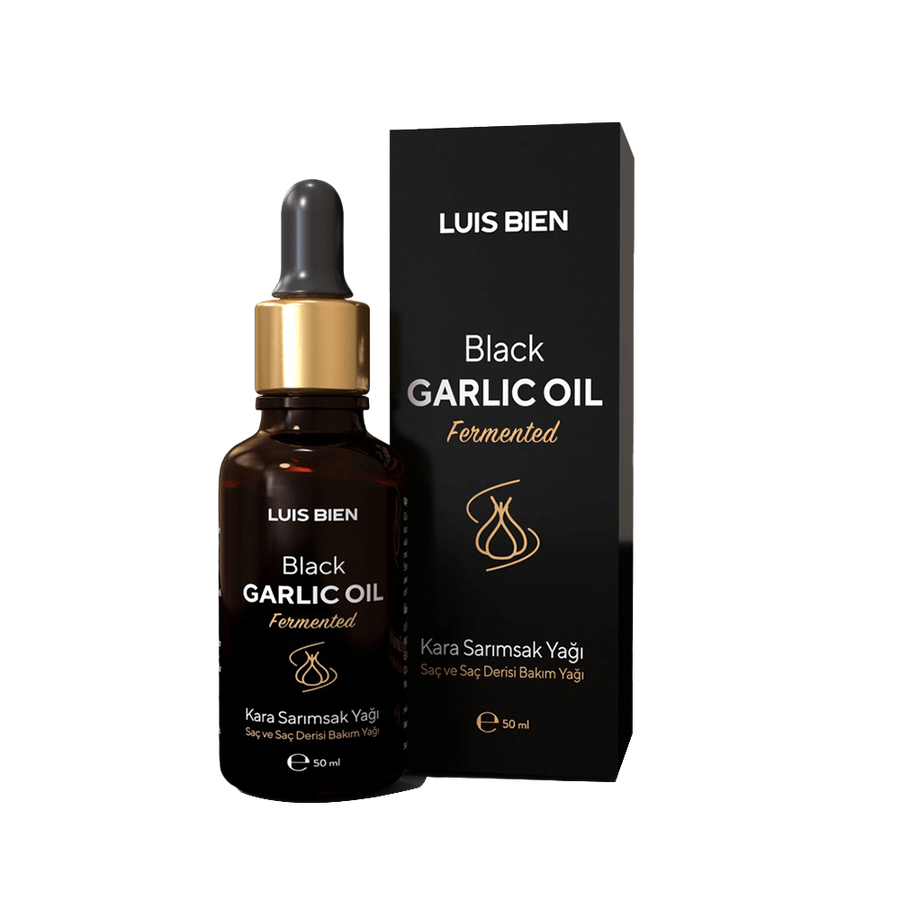 LUIS BIEN
Black
GARLIC OIL
Fermented
Kara Sarımsak Yağı
Saç ve Saç Derisi Bakım Yağı
℮ 50 ml
LUIS BIEN
Black
GARLIC OIL
Fermented
Kara Sarımsak Yağı
Saç ve Saç Derisi Bakım Yağı
℮ 50 ml